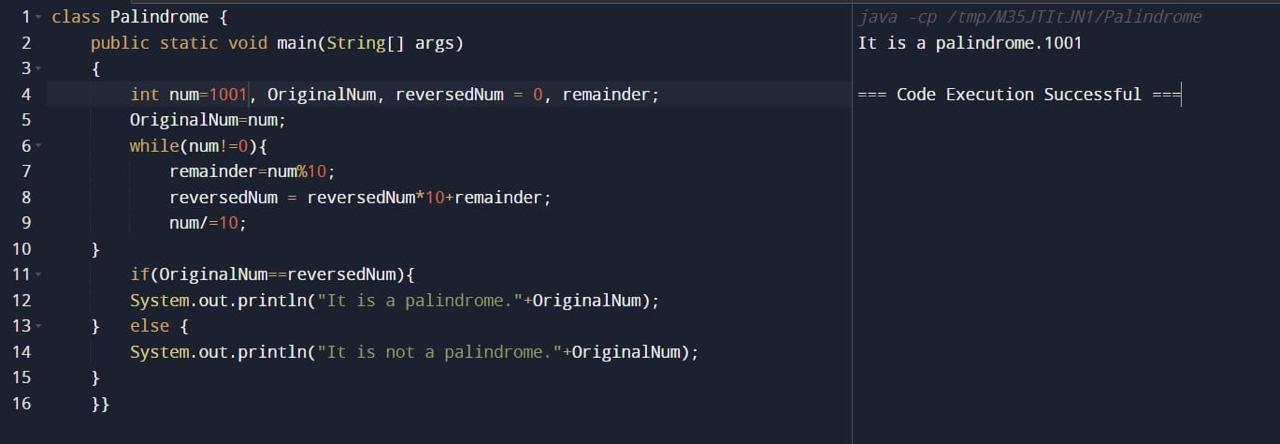 1 class Palindrome {
2     public static void main(String[] args)
3     {
4         int num=1001, OriginalNum, reversedNum = 0, remainder;
5         OriginalNum=num;
6         while(num!=0){
7             remainder=num%10;
8             reversedNum = reversedNum*10+remainder;
9             num/=10;
10     }
11         if(OriginalNum==reversedNum){
12         System.out.println("It is a palindrome."+OriginalNum);
13     }   else {
14         System.out.println("It is not a palindrome."+OriginalNum);
15     }
16     }}
java -cp /tmp/M35JTItJN1/Palindrome
It is a palindrome.1001
=== Code Execution Successful ===